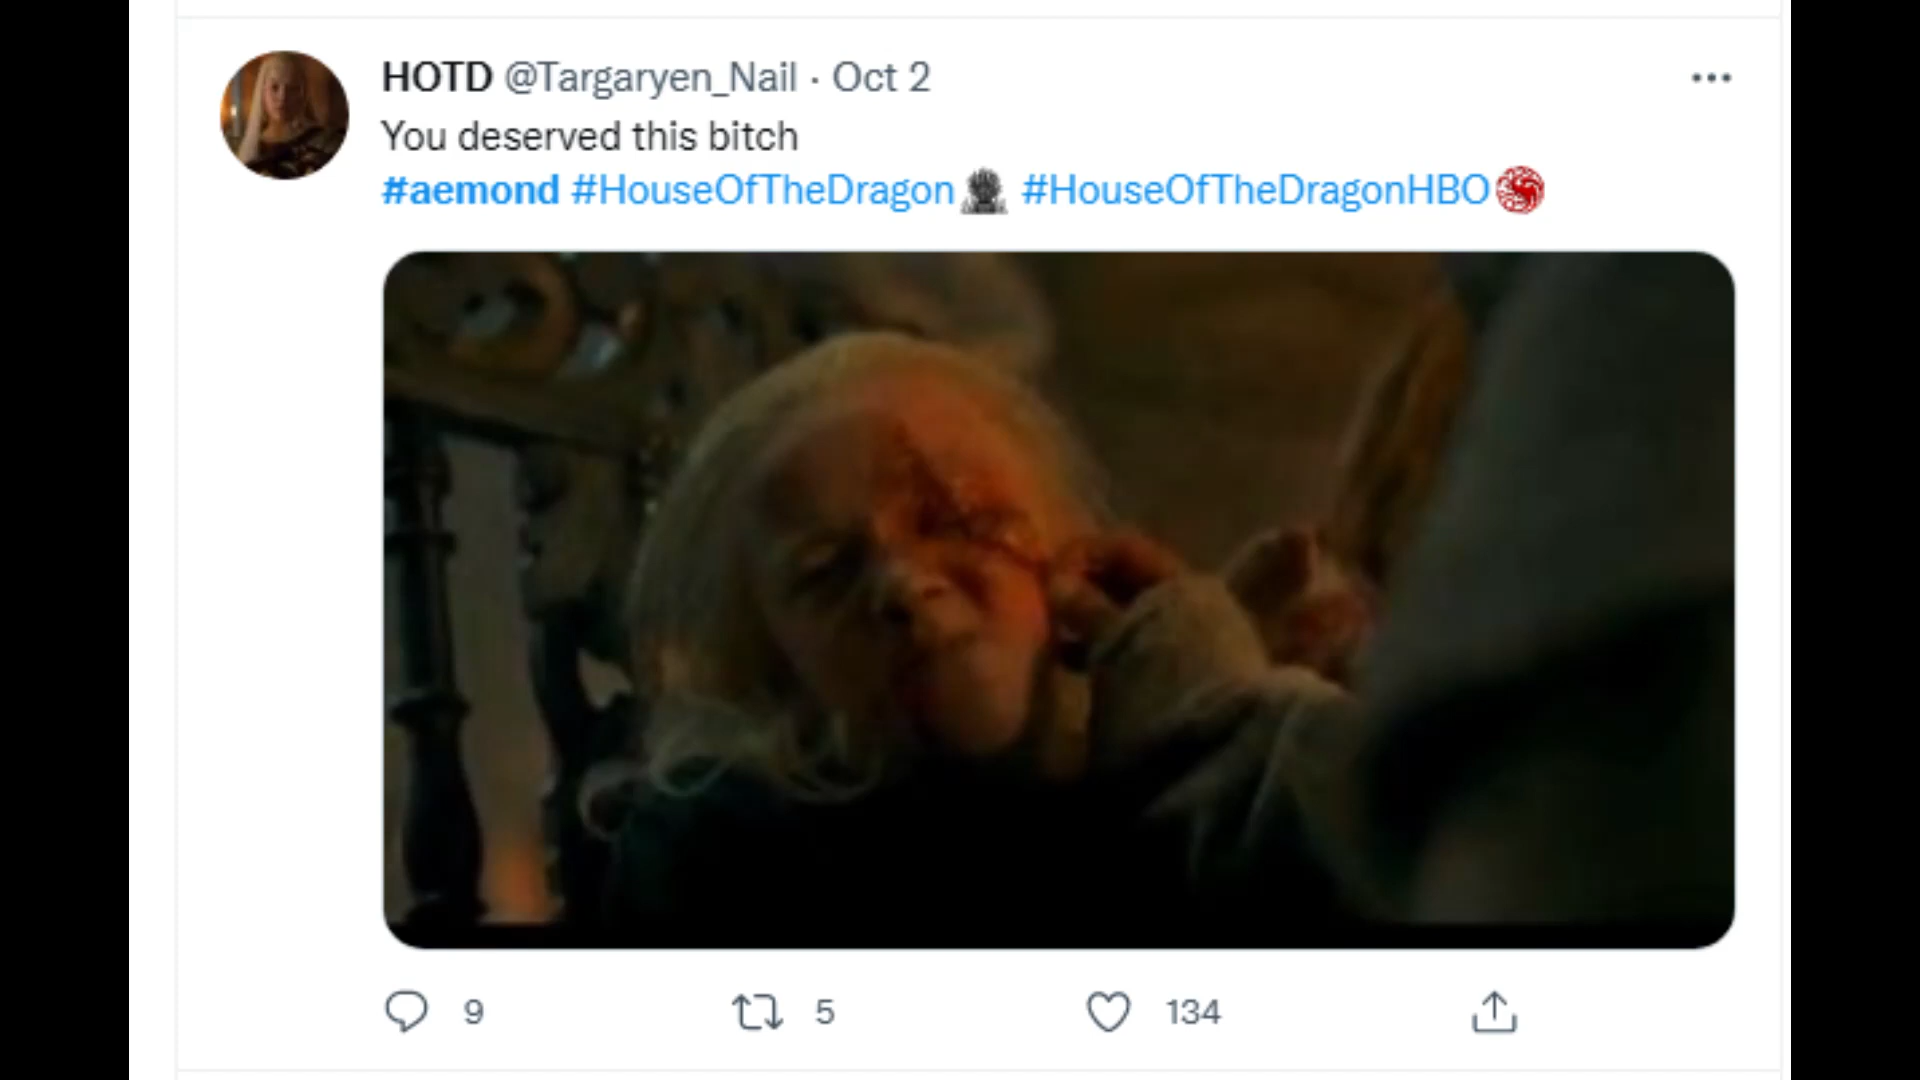 HOTD @Targaryen_Nail · Oct 2
You deserved this bitch
#aemond #HouseOfTheDragon #HouseOfTheDragonHBO
9 5 134